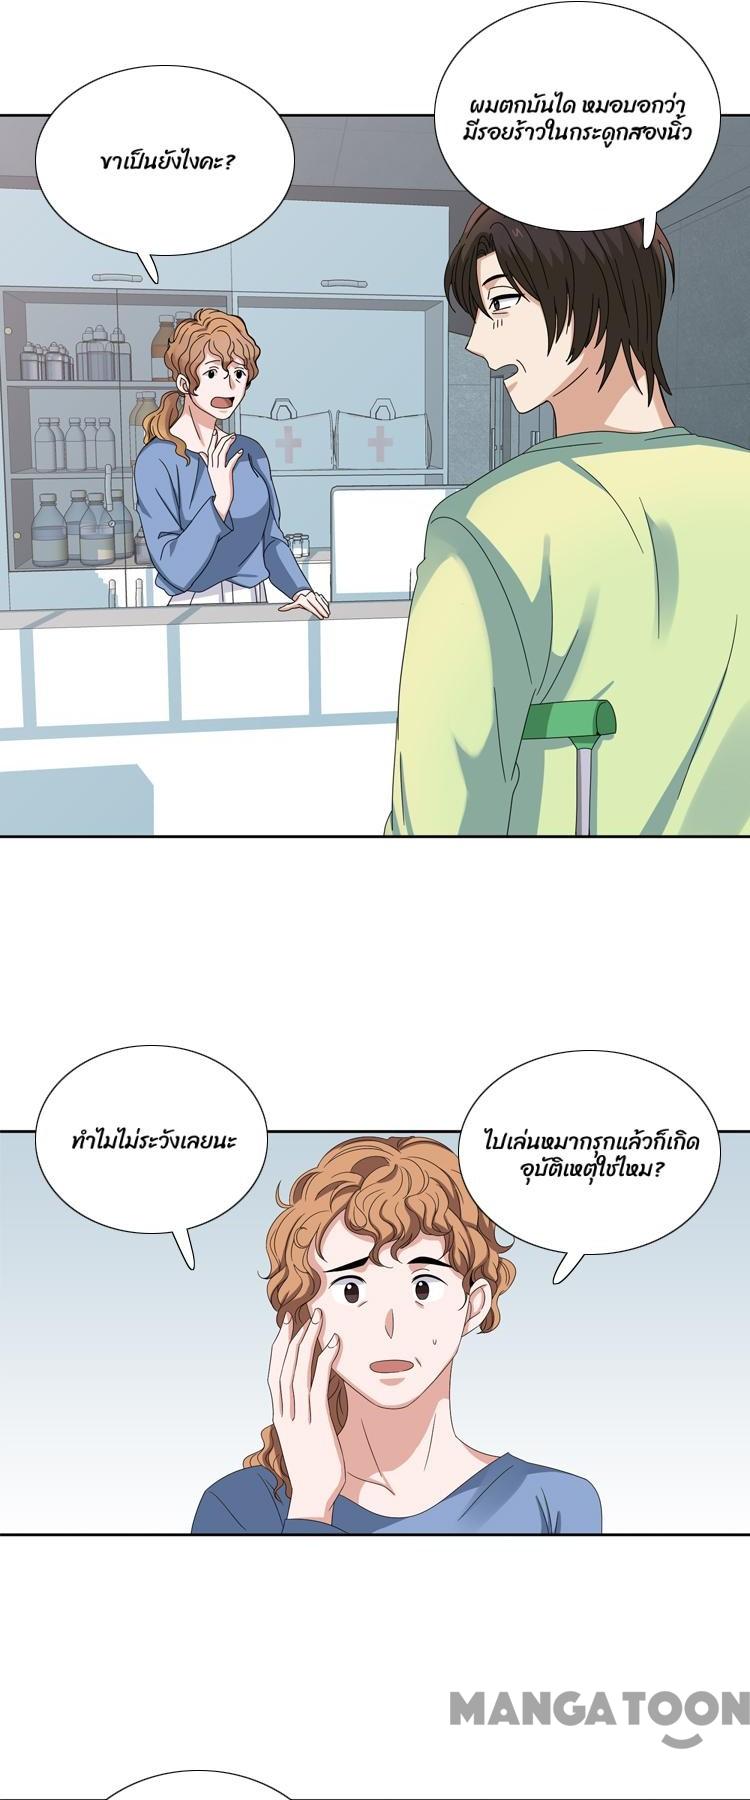 ขาเป็นยังไงคะ?
ผมตกบันได หมอบอกว่า
มีรอยร้าวในกระดูกสองนิ้ว
ทำไมไม่ระวังเลยนะ
ไปเล่นหมากรุกแล้วก็เกิด
อุบัติเหตุใช่ไหม?
MANGATOON